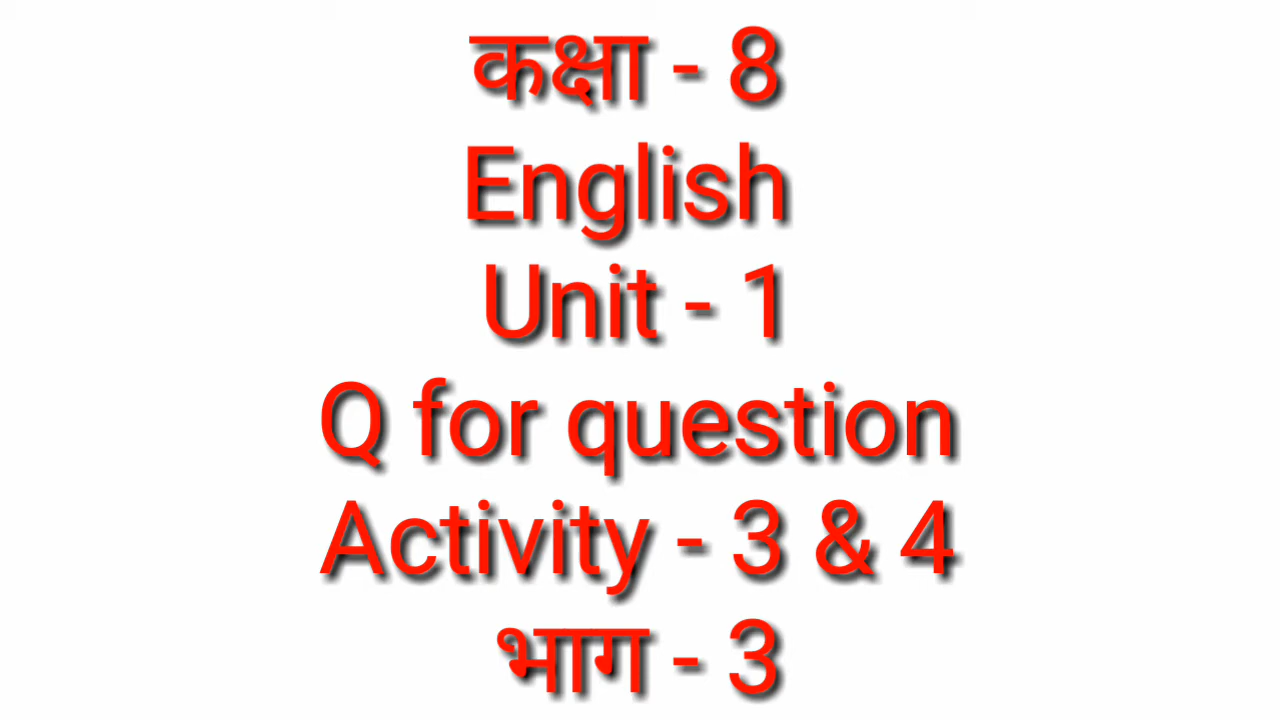 कक्षा - 8
English
Unit - 1
Q for question
Activity - 3 & 4
भाग - 3